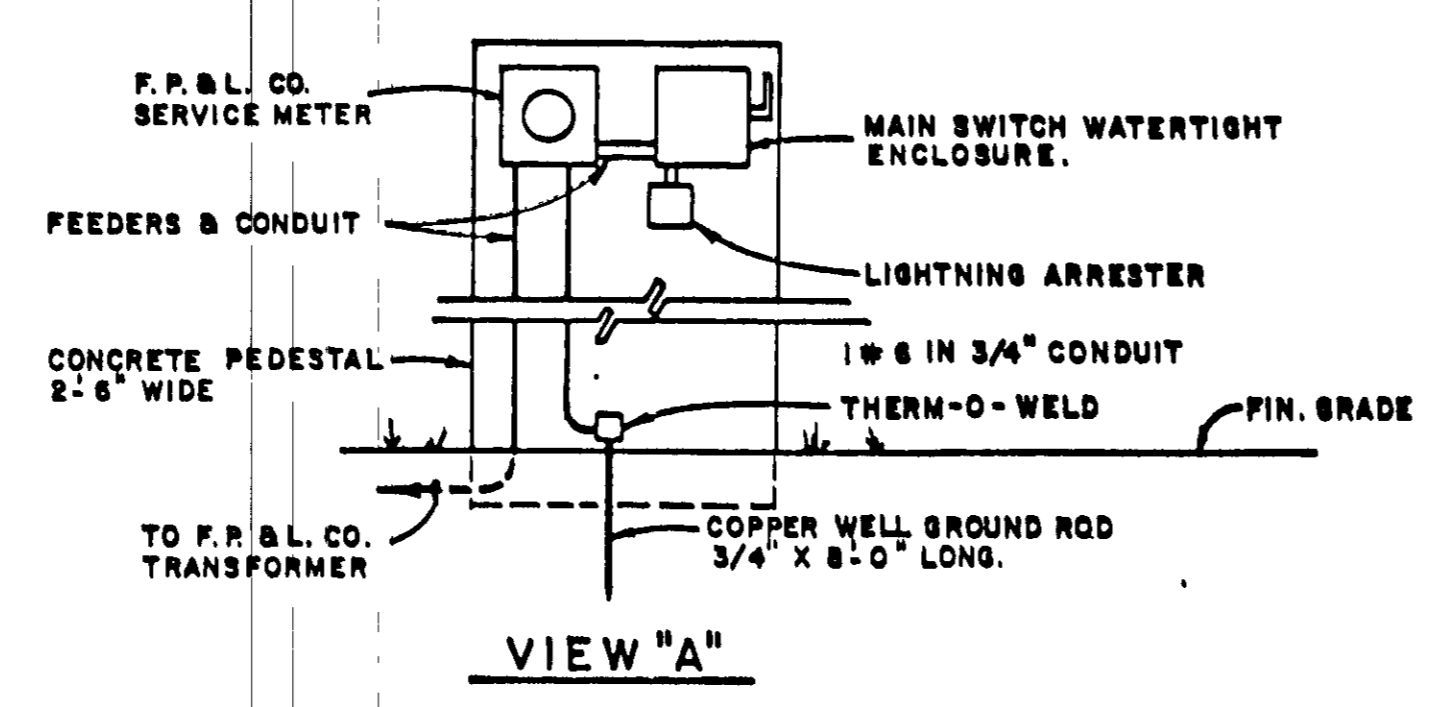 F. P. & L. CO.
SERVICE METER
MAIN SWITCH WATERTIGHT
ENCLOSURE.
FEEDERS & CONDUIT
LIGHTNING ARRESTER
CONCRETE PEDESTAL
2'-6" WIDE
1 # 6 IN 3/4" CONDUIT
THERM-O-WELD
FIN. GRADE
TO F. P. & L. CO.
TRANSFORMER
COPPER WELL GROUND ROD
3/4" X 8'-0" LONG.
VIEW "A"